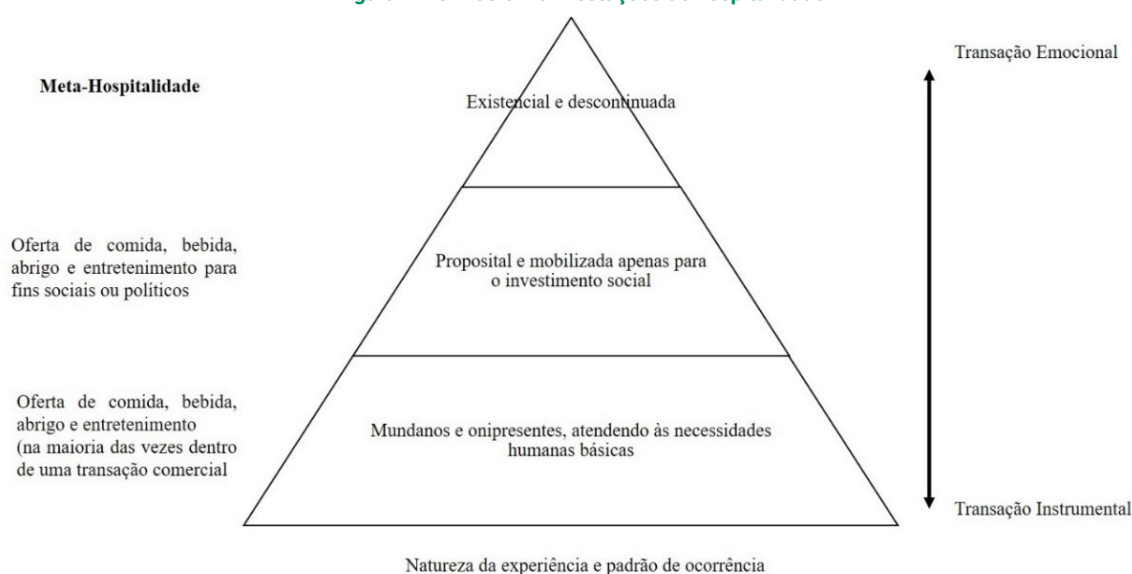 Transação Emocional
Meta-Hospitalidade
Existencial e descontinuada
Oferta de comida, bebida,
abrigo e entretenimento para
fins sociais ou políticos
Proposital e mobilizada apenas para
o investimento social
Oferta de comida, bebida,
abrigo e entretenimento
(na maioria das vezes dentro
de uma transação comercial
Mundanos e onipresentes, atendendo às necessidades
humanas básicas
Transação Instrumental
Natureza da experiência e padrão de ocorrência